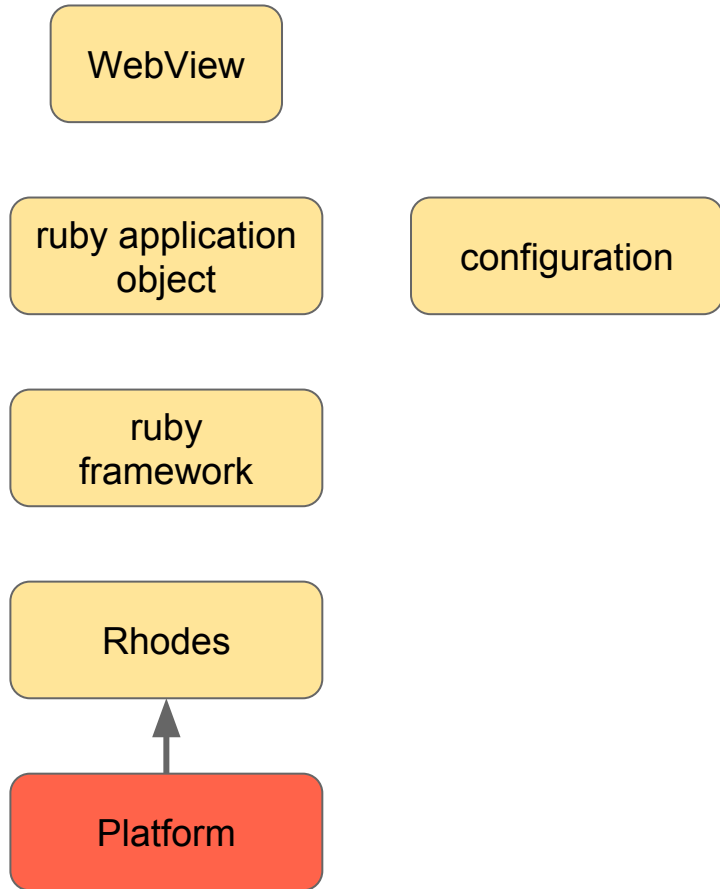 WebView
ruby application
object
configuration
ruby
framework
Rhodes
Platform